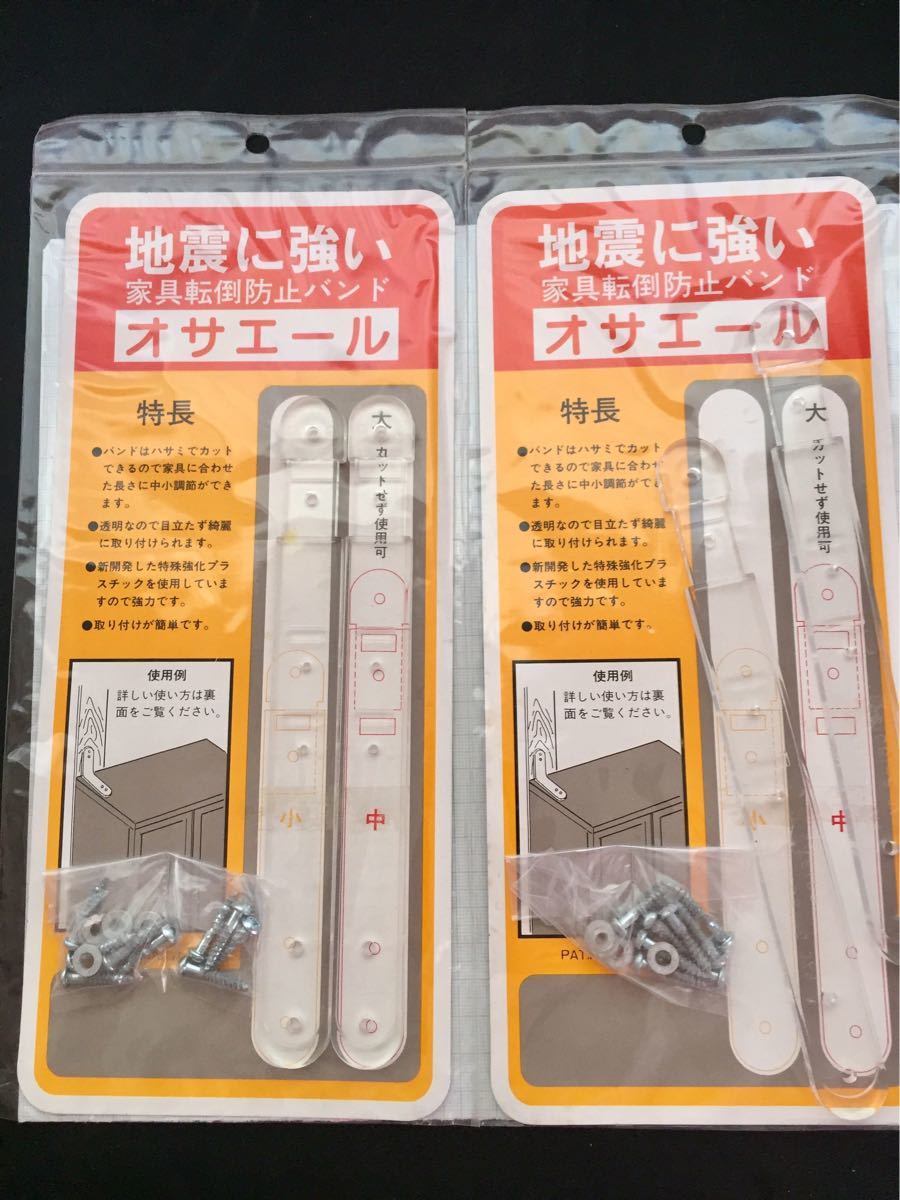 地震に強い
家具転倒防止バンド
オサエール
特長
●バンドはハサミでカット
できるので家具に合わせ
た長さに中小調節ができ
ます。
●透明なので目立たず綺麗
に取り付けられます。
●新開発した特殊強化プラ
スチックを使用していま
すので強力です。
●取り付けが簡単です。
使用例
詳しい使い方は裏
面をご覧ください。
大
カットせず使用可
小
中
地震に強い
家具転倒防止バンド
オサエール
特長
●バンドはハサミでカット
できるので家具に合わせ
た長さに中小調節ができ
ます。
●透明なので目立たず綺麗
に取り付けられます。
●新開発した特殊強化プラ
スチックを使用していま
すので強力です。
●取り付けが簡単です。
使用例
詳しい使い方は裏
面をご覧ください。
PAT.
大
カットせず使用可
小
中